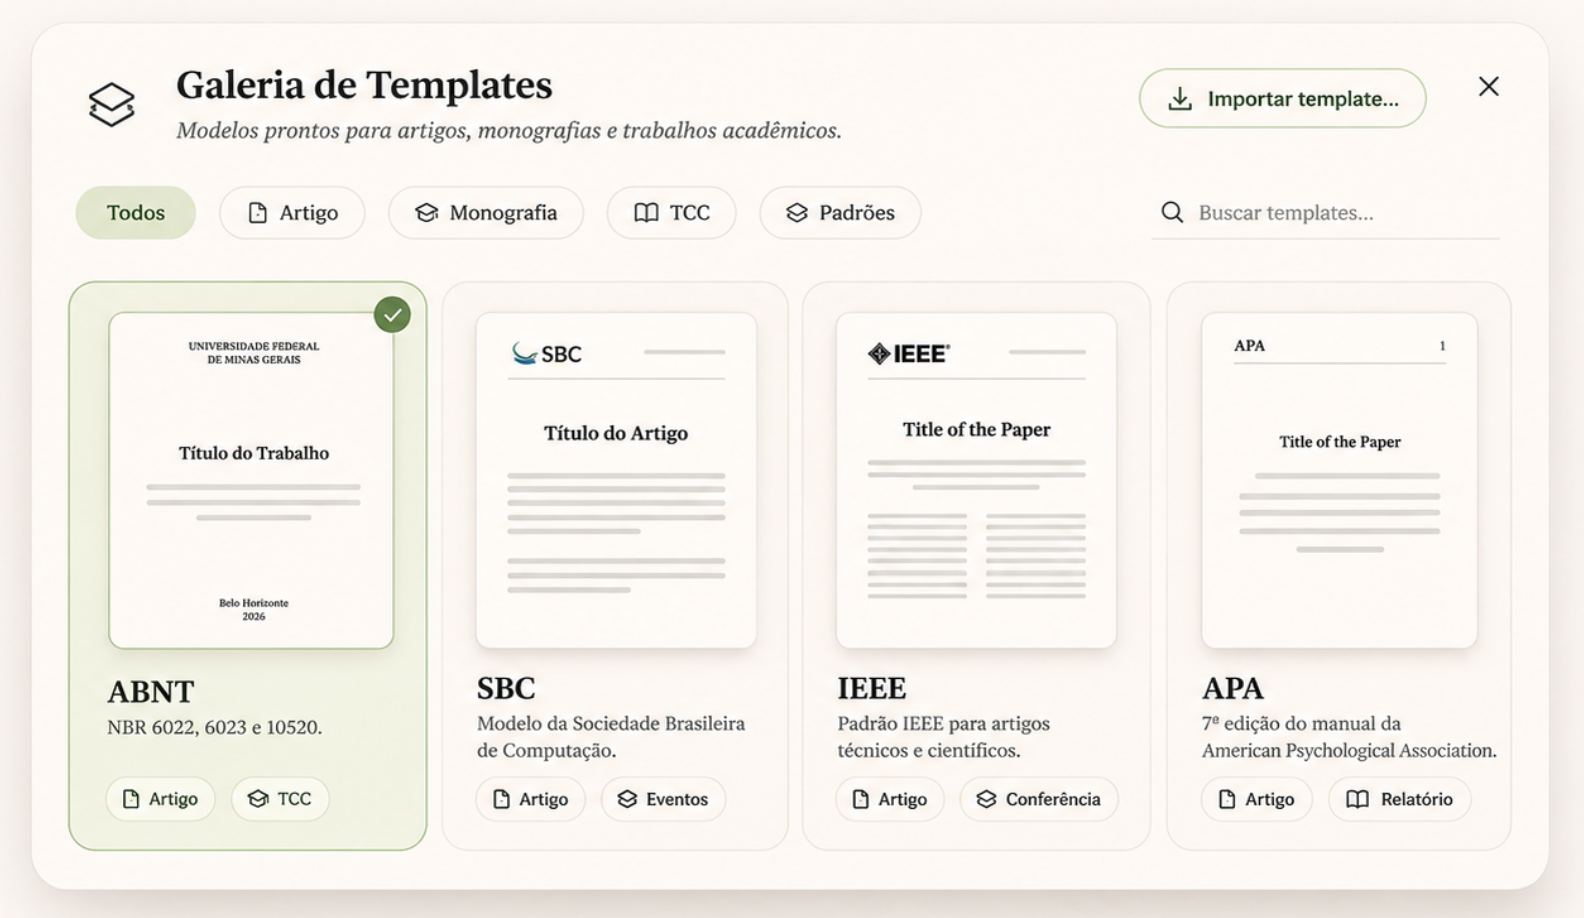 Galeria de Templates
Modelos prontos para artigos, monografias e trabalhos acadêmicos.
Importar template...
Todos
Artigo
Monografia
TCC
Padrões
Buscar templates...
UNIVERSIDADE FEDERAL
DE MINAS GERAIS
Título do Trabalho
Belo Horizonte
2026
ABNT
NBR 6022, 6023 e 10520.
Artigo
TCC
SBC
Título do Artigo
SBC
Modelo da Sociedade Brasileira
de Computação.
Artigo
Eventos
IEEE®
Title of the Paper
IEEE
Padrão IEEE para artigos
técnicos e científicos.
Artigo
Conferência
APA 1
Title of the Paper
APA
7ª edição do manual da
American Psychological Association.
Artigo
Relatório